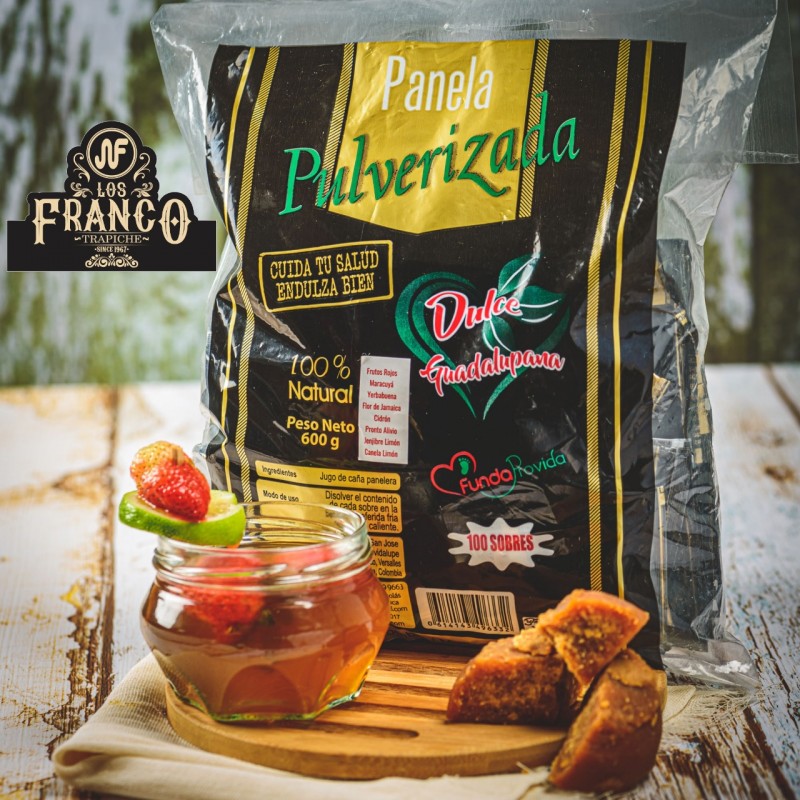 NF
LOS
FRANCO
~TRAPICHE~
•SINCE 1967•
Panela
Pulverizada
CUIDA TU SALUD
ENDULZA BIEN
Dulce
Guadalupana
100%
Natural
Peso Neto
600 g
Frutos Rojos
Maracuyá
Yerbabuena
Flor de Jamaica
Cidrón
Pronto Alivio
Jenjibre Limón
Canela Limón
FundaProvida
100 SOBRES
Ingredientes
Jugo de caña panelera
Modo de uso
Disolver el contenido
de cada sobre en la
caliente.
San Jose
Versalles
Colombia